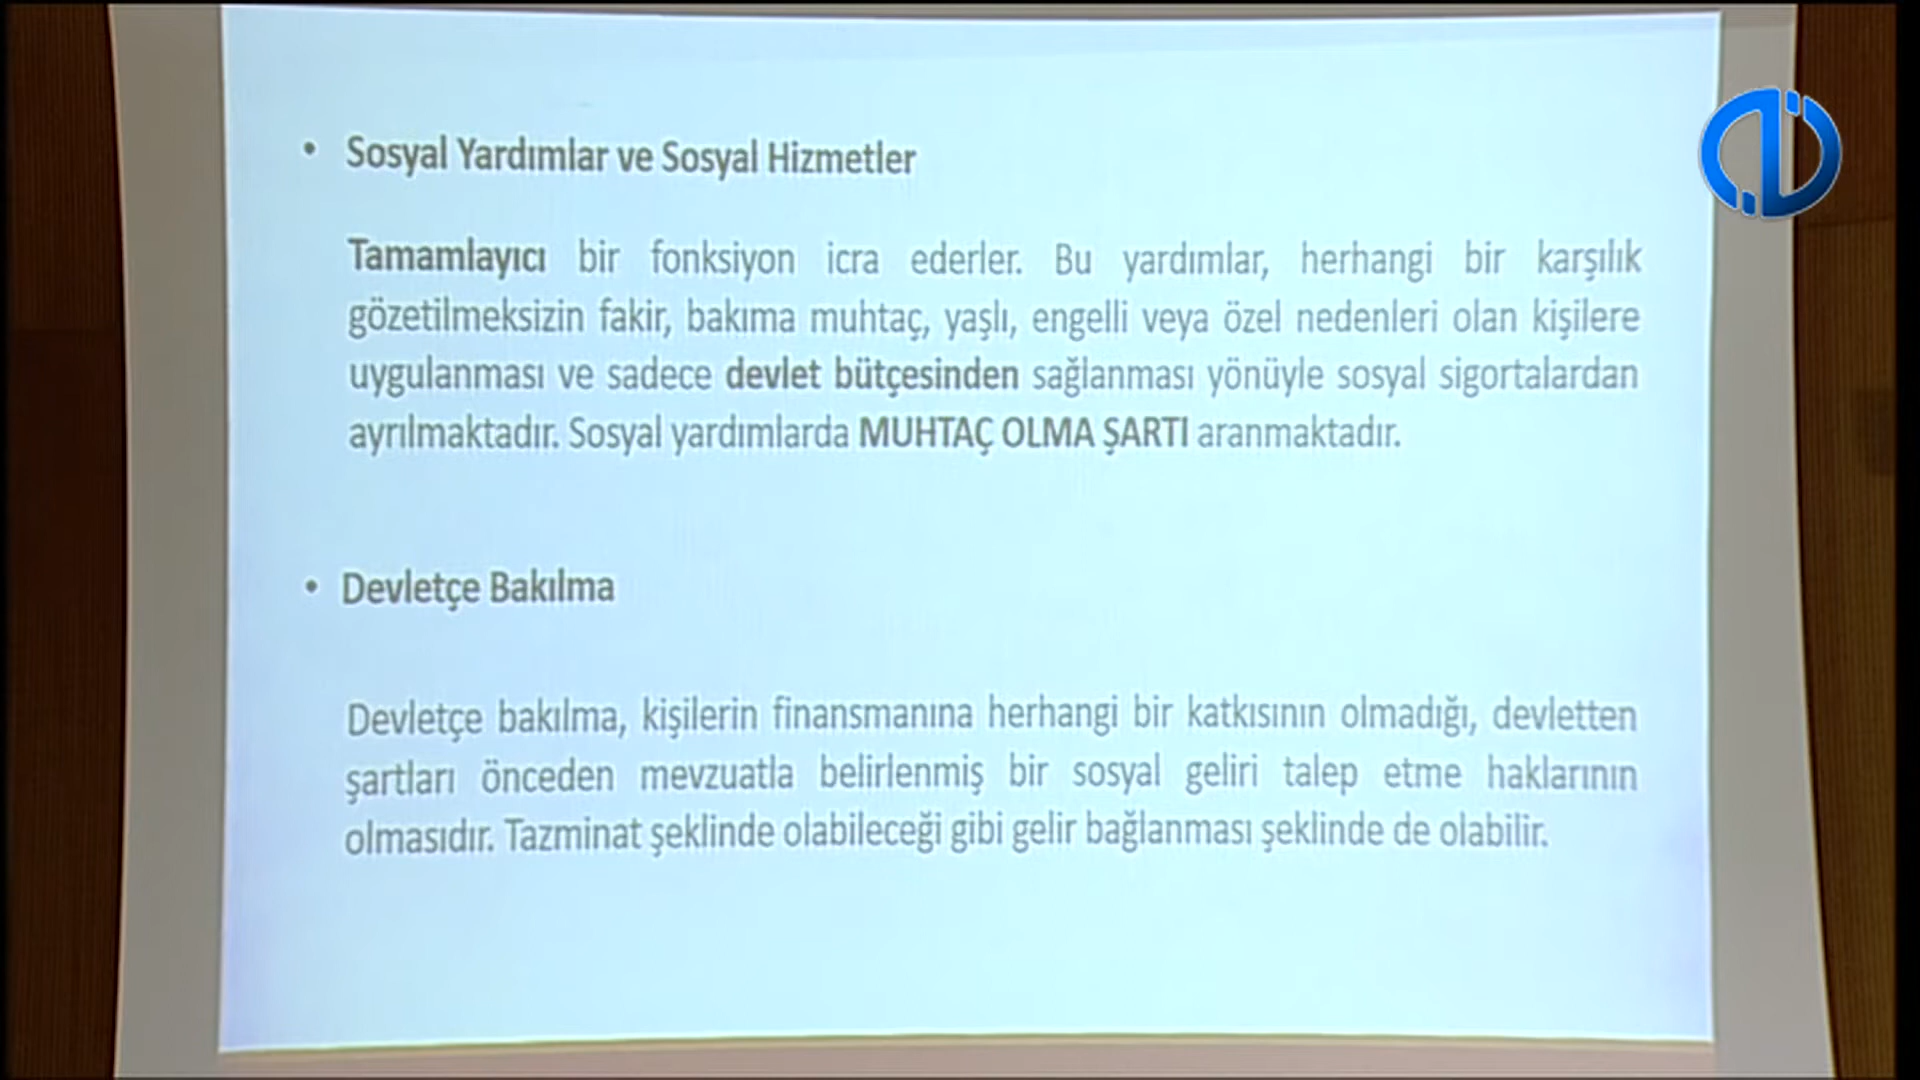 • Sosyal Yardımlar ve Sosyal Hizmetler
Tamamlayıcı bir fonksiyon icra ederler. Bu yardımlar, herhangi bir karşılık
gözetilmeksizin fakir, bakıma muhtaç, yaşlı, engelli veya özel nedenleri olan kişilere
uygulanması ve sadece devlet bütçesinden sağlanması yönüyle sosyal sigortalardan
ayrılmaktadır. Sosyal yardımlarda MUHTAÇ OLMA ŞARTI aranmaktadır.
• Devletçe Bakılma
Devletçe bakılma, kişilerin finansmanına herhangi bir katkısının olmadığı, devletten
şartları önceden mevzuatla belirlenmiş bir sosyal geliri talep etme haklarının
olmasıdır. Tazminat şeklinde olabileceği gibi gelir bağlanması şeklinde de olabilir.